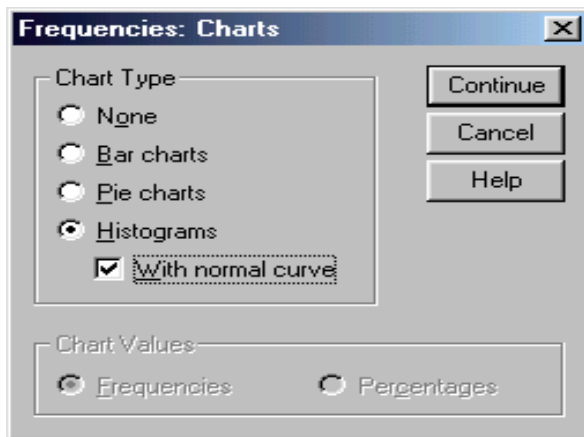 Frequencies: Charts
Chart Type
None
Bar charts
Pie charts
Histograms
With normal curve
Continue
Cancel
Help
Chart Values
Frequencies
Percentages